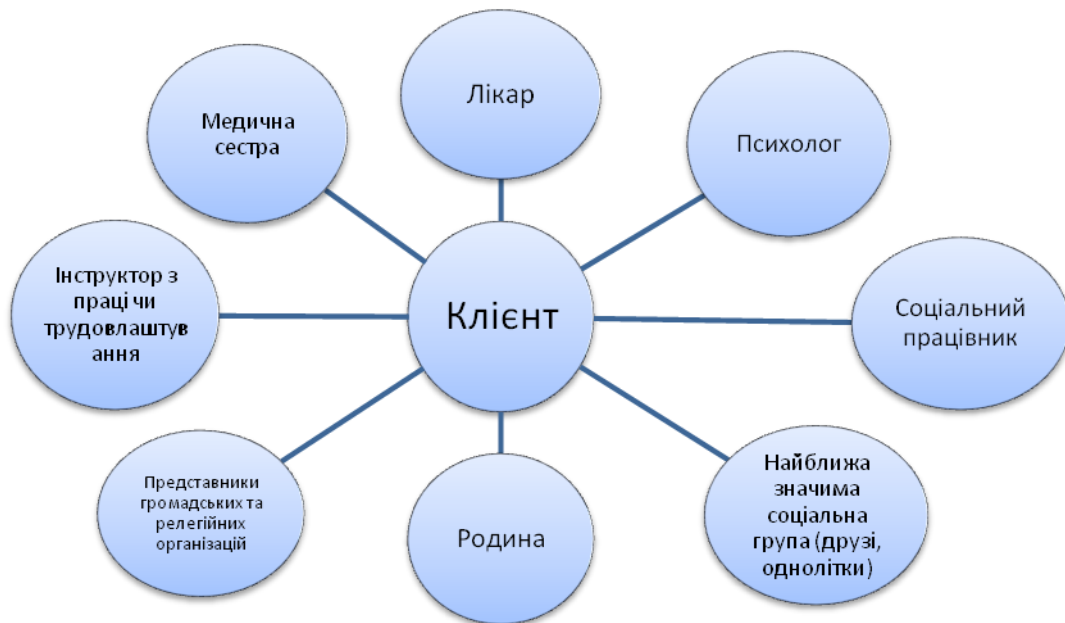 Лікар
Медична
сестра
Психолог
Інструктор з
праці чи
трудовлаштув
ання
Клієнт
Соціальний
працівник
Представники
громадських та
релегійних
організацій
Родина
Найближа
значима
соціальна
група (друзі,
однолітки)